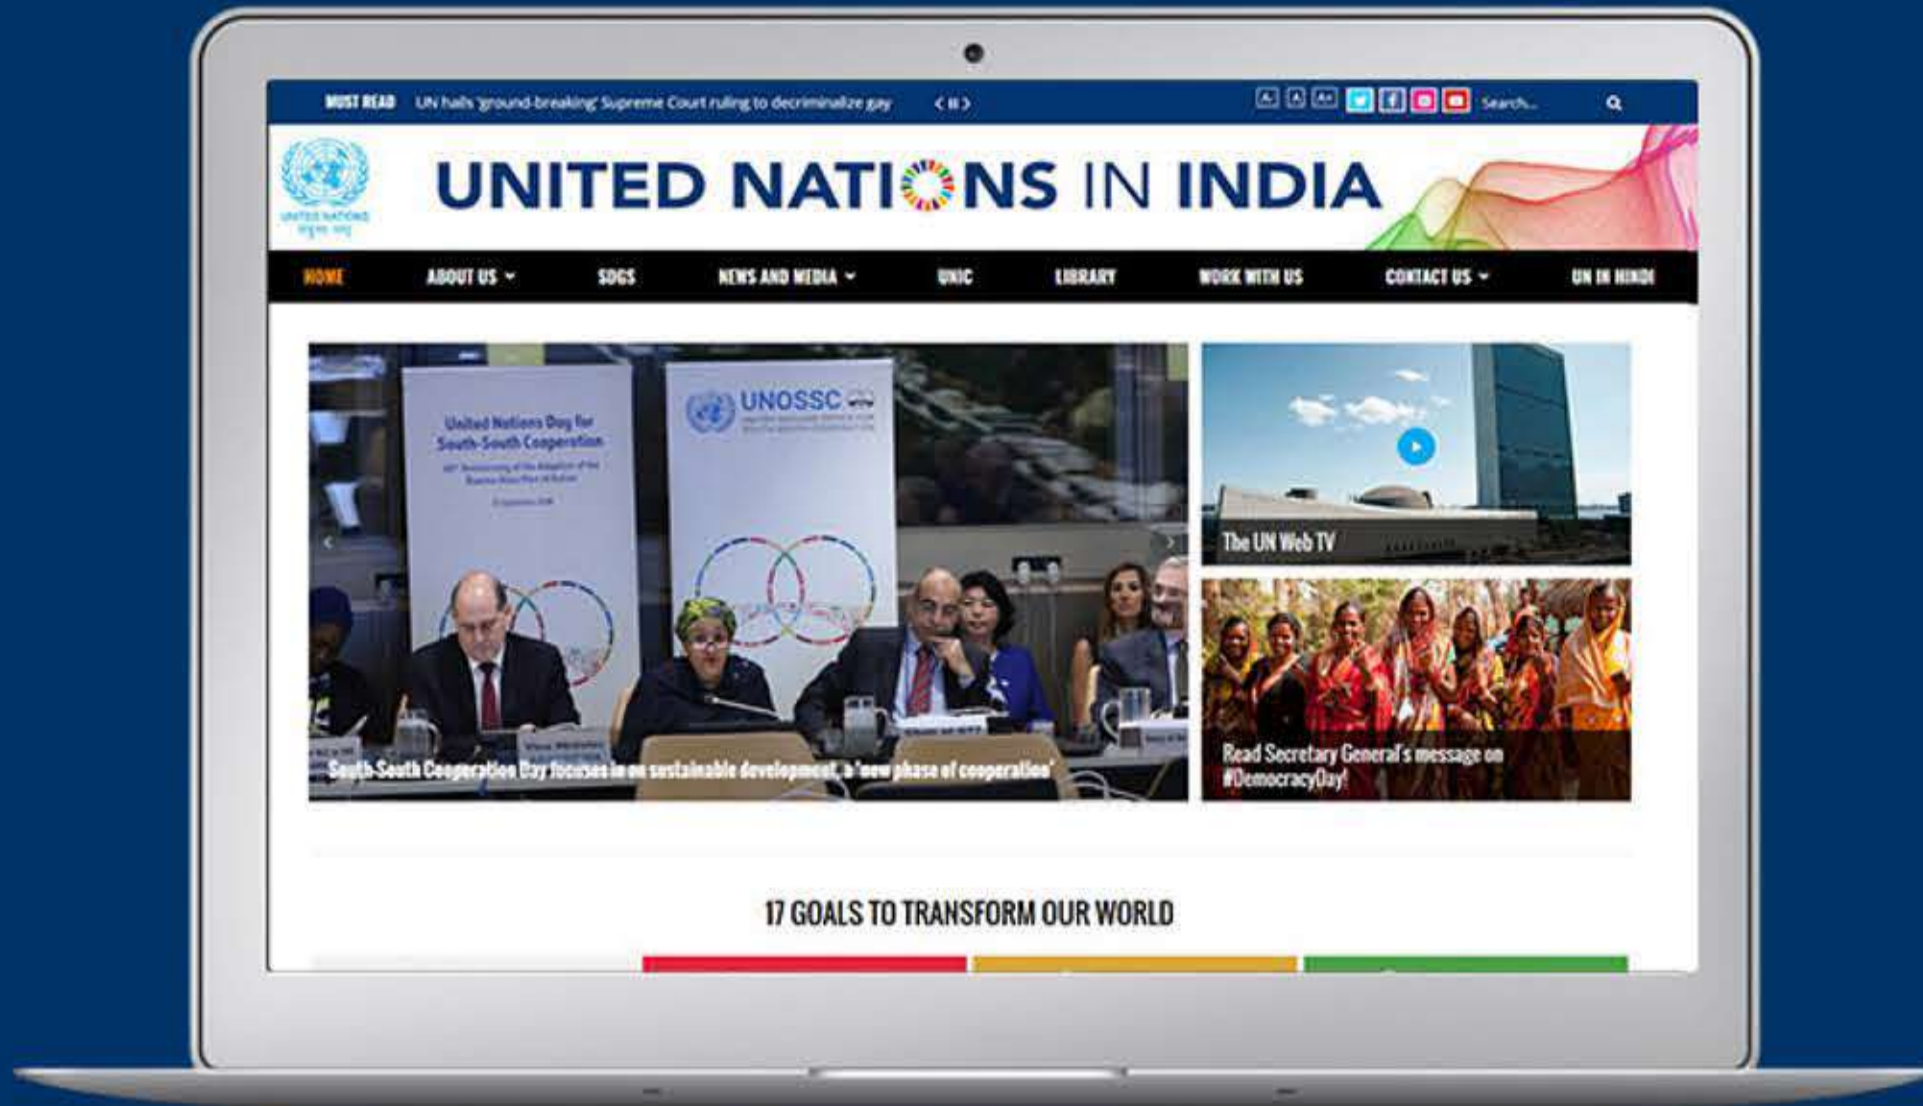 MUST READ UN hails 'ground-breaking' Supreme Court ruling to decriminalize gay
A- A A+ Search...
UNITED NATIONS IN INDIA
UNITED NATIONS
HOME ABOUT US SDGS NEWS AND MEDIA UNIC LIBRARY WORK WITH US CONTACT US UN IN HINDI
United Nations Day for
South-South Cooperation
UNOSSC
South-South Cooperation Day focuses in on sustainable development, a 'new phase of cooperation'
The UN Web TV
Read Secretary General's message on
#DemocracyDay!
17 GOALS TO TRANSFORM OUR WORLD